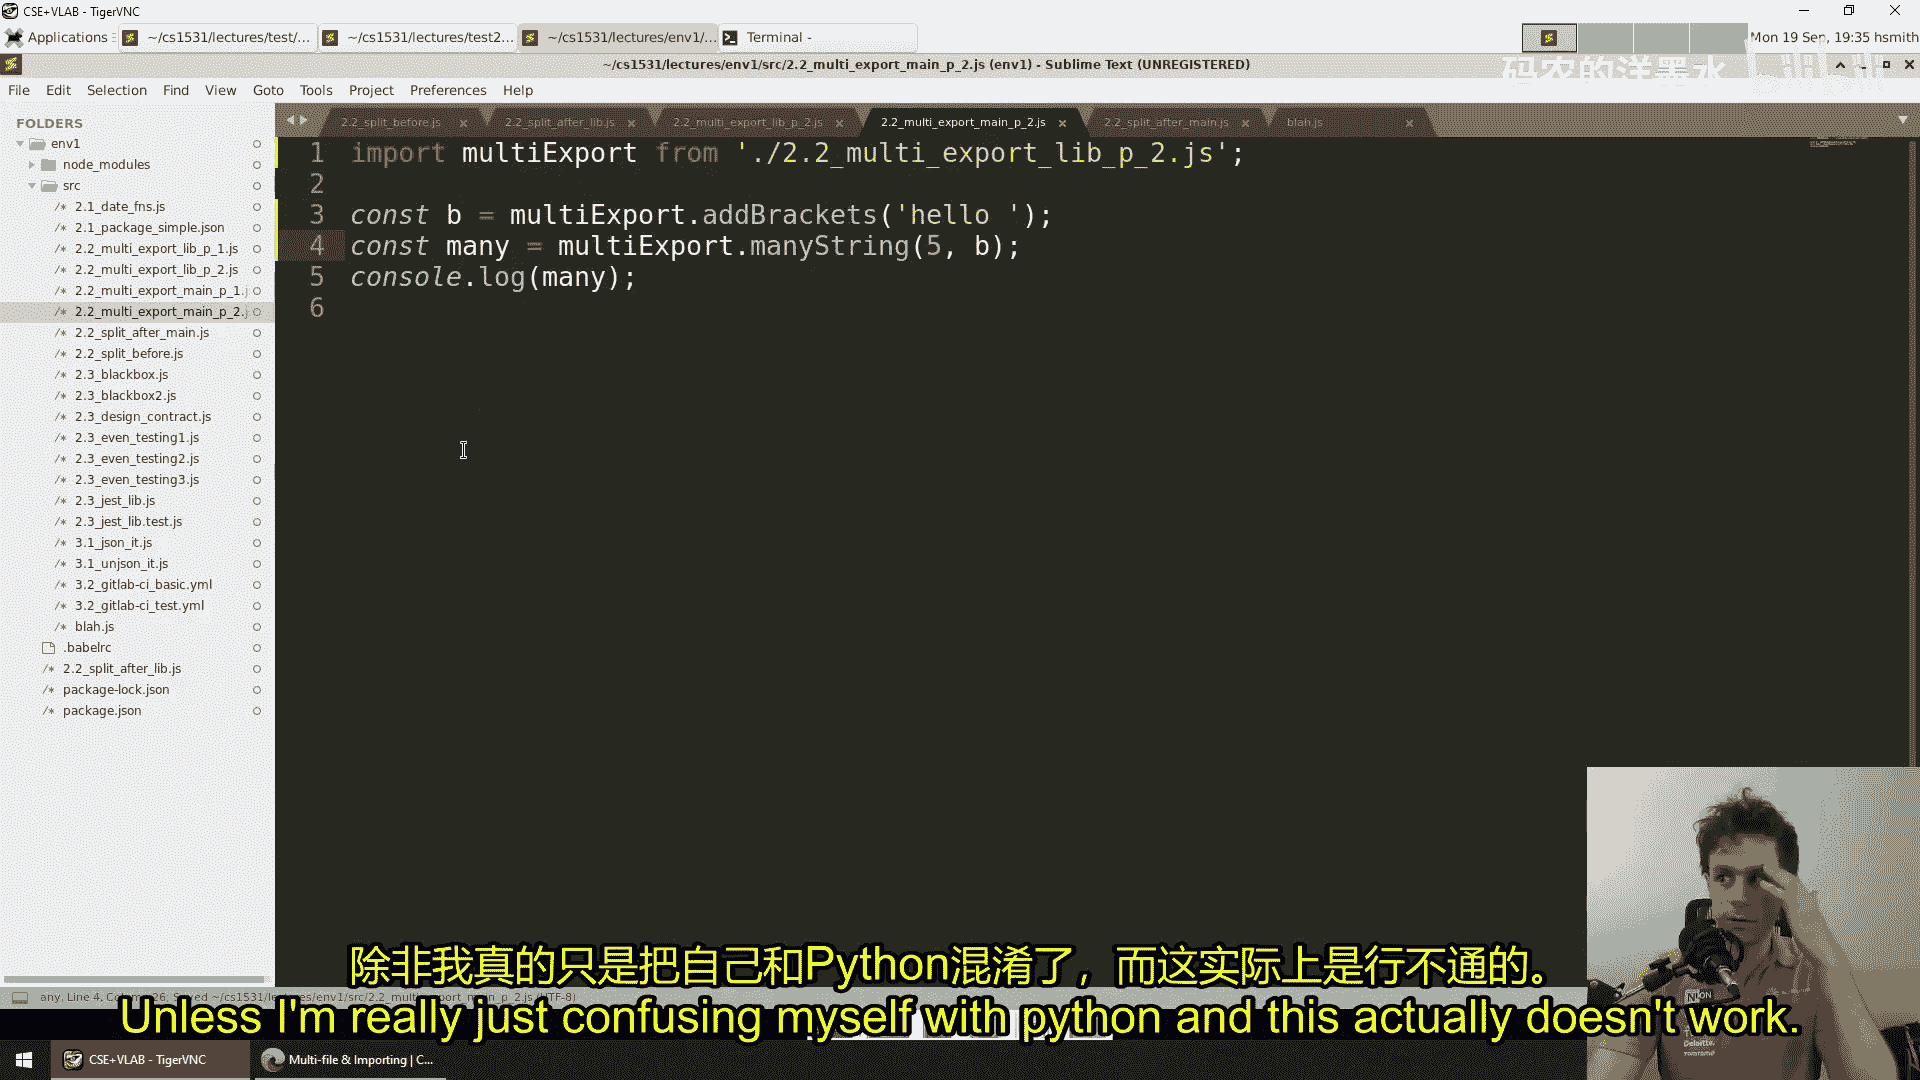 CSE+VLAB - TigerVNC
Applications
~/cs1531/lectures/test/...
~/cs1531/lectures/test2...
~/cs1531/lectures/env1/...
Terminal -
Mon 19 Sep, 19:35 hsmith
~/cs1531/lectures/env1/src/2.2_multi_export_main_p_2.js (env1) - Sublime Text (UNREGISTERED)
码农的洋墨水
File Edit Selection Find View Goto Tools Project Preferences Help
2.2_split_before.js
2.2_split_after_lib.js
2.2_multi_export_lib_p_2.js
2.2_multi_export_main_p_2.js
2.2_split_after_main.js
blah.js
FOLDERS
env1
node_modules
src
2.1_date_fns.js
2.1_package_simple.json
2.2_multi_export_lib_p_1.js
2.2_multi_export_lib_p_2.js
2.2_multi_export_main_p_1.j
2.2_multi_export_main_p_2.j
2.2_split_after_main.js
2.2_split_before.js
2.3_blackbox.js
2.3_blackbox2.js
2.3_design_contract.js
2.3_even_testing1.js
2.3_even_testing2.js
2.3_even_testing3.js
2.3_jest_lib.js
2.3_jest_lib.test.js
3.1_json_it.js
3.1_unjson_it.js
3.2_gitlab-ci_basic.yml
3.2_gitlab-ci_test.yml
blah.js
.babelrc
2.2_split_after_lib.js
package-lock.json
package.json
1 import multiExport from './2.2_multi_export_lib_p_2.js';
2
3 const b = multiExport.addBrackets('hello ');
4 const many = multiExport.manyString(5, b);
5 console.log(many);
6
除非我真的只是把自己和Python混淆了，而这实际上是行不通的。
Unless I'm really just confusing myself with python and this actually doesn't work.
CSE+VLAB - TigerVNC
Multi-file & Importing | C...